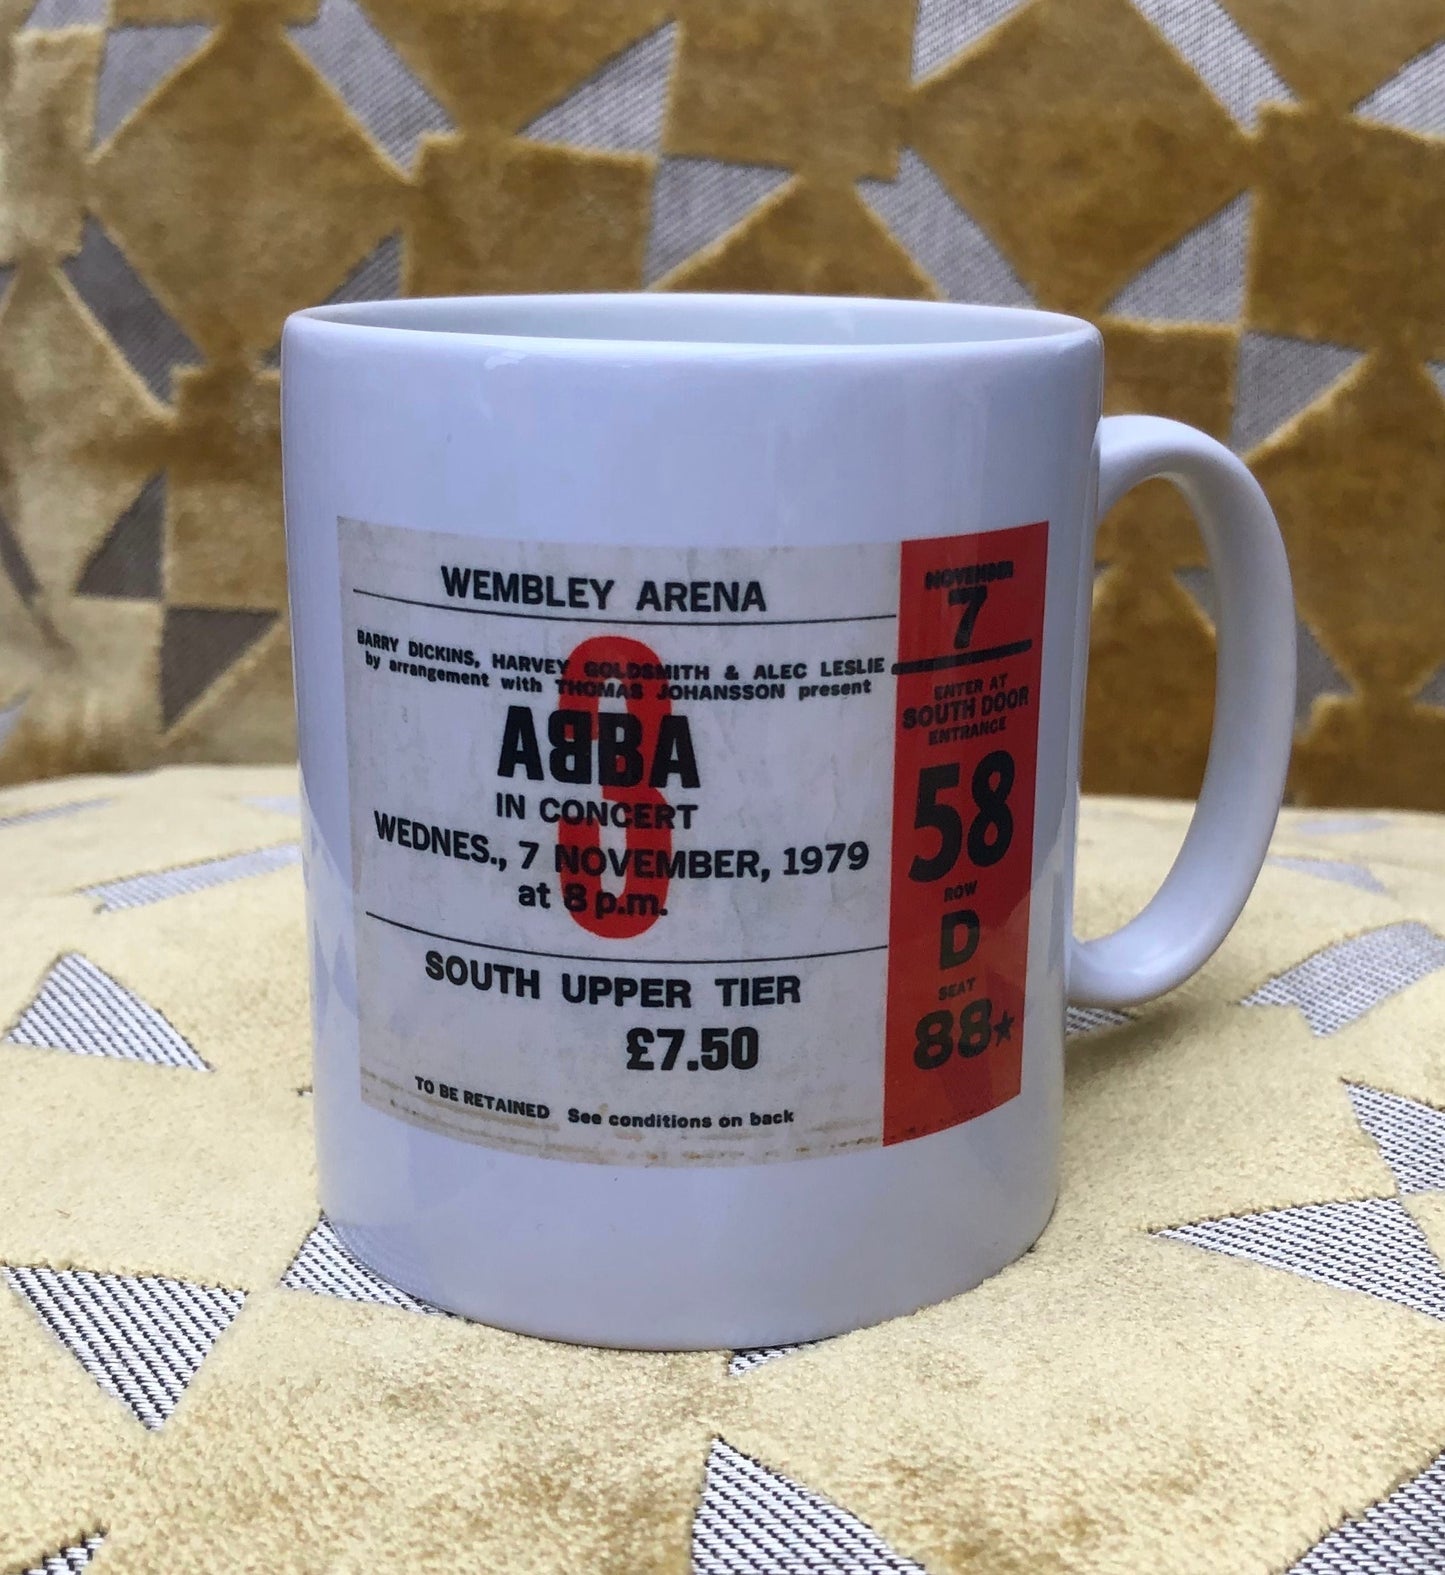 WEMBLEY ARENA
BARRY DICKINS, HARVEY GOLDSMITH & ALEC LESLIE
by arrangement with THOMAS JOHANSSON present
3
ABBA
IN CONCERT
WEDNES., 7 NOVEMBER, 1979
at 8 p.m.
SOUTH UPPER TIER
£7.50
TO BE RETAINED See conditions on back
NOVEMBER
7
ENTER AT
SOUTH DOOR
ENTRANCE
58
ROW
D
SEAT
88★